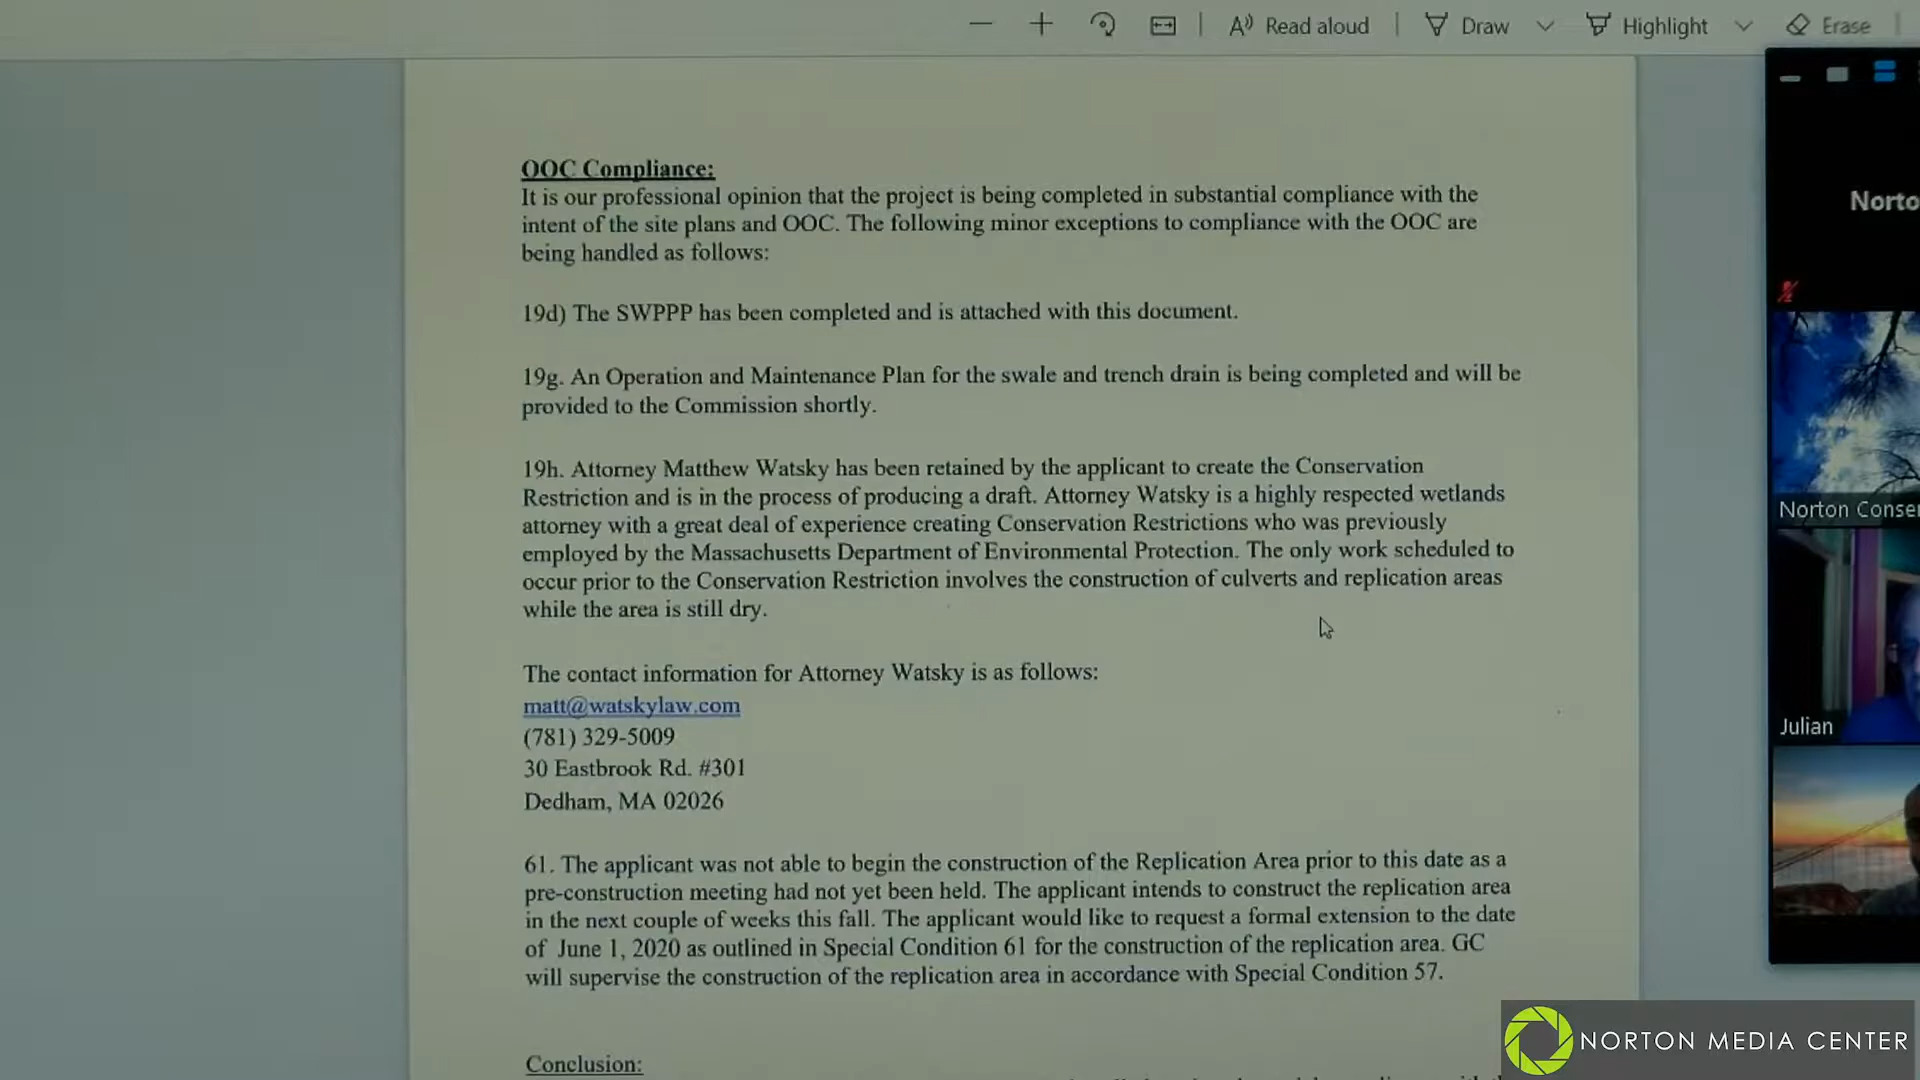 Read aloud
Draw
Highlight
Erase
OOC Compliance:
It is our professional opinion that the project is being completed in substantial compliance with the
intent of the site plans and OOC. The following minor exceptions to compliance with the OOC are
being handled as follows:
19d) The SWPPP has been completed and is attached with this document.
19g. An Operation and Maintenance Plan for the swale and trench drain is being completed and will be
provided to the Commission shortly.
19h. Attorney Matthew Watsky has been retained by the applicant to create the Conservation
Restriction and is in the process of producing a draft. Attorney Watsky is a highly respected wetlands
attorney with a great deal of experience creating Conservation Restrictions who was previously
employed by the Massachusetts Department of Environmental Protection. The only work scheduled to
occur prior to the Conservation Restriction involves the construction of culverts and replication areas
while the area is still dry.
The contact information for Attorney Watsky is as follows:
matt@watskylaw.com
(781) 329-5009
30 Eastbrook Rd. #301
Dedham, MA 02026
61. The applicant was not able to begin the construction of the Replication Area prior to this date as a
pre-construction meeting had not yet been held. The applicant intends to construct the replication area
in the next couple of weeks this fall. The applicant would like to request a formal extension to the date
of June 1, 2020 as outlined in Special Condition 61 for the construction of the replication area. GC
will supervise the construction of the replication area in accordance with Special Condition 57.
Conclusion:
Norto
Norton Conser
Julian
NORTON MEDIA CENTER